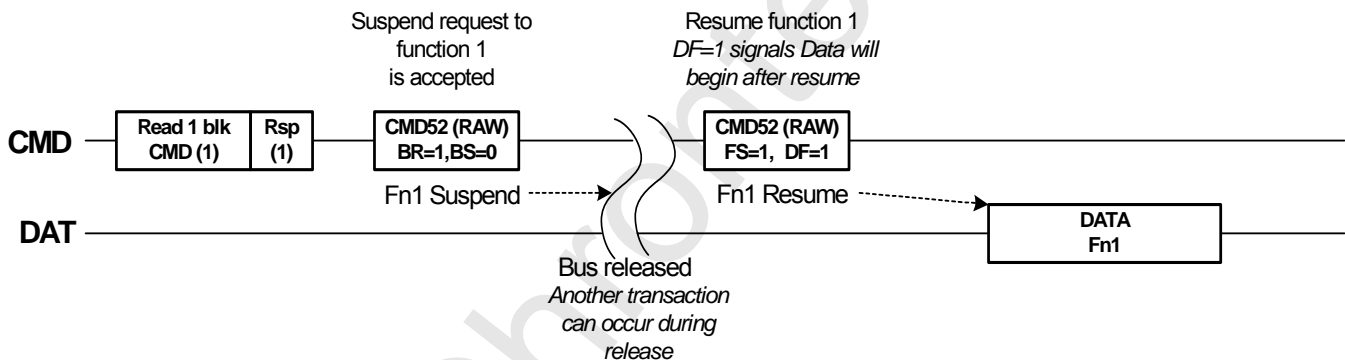 Suspend request to
function 1
is accepted
Resume function 1
DF=1 signals Data will
begin after resume
CMD
Read 1 blk
CMD (1)
Rsp
(1)
CMD52 (RAW)
BR=1,BS=0
CMD52 (RAW)
FS=1, DF=1
Fn1 Suspend
Fn1 Resume
DAT
DATA
Fn1
Bus released
Another transaction
can occur during
release